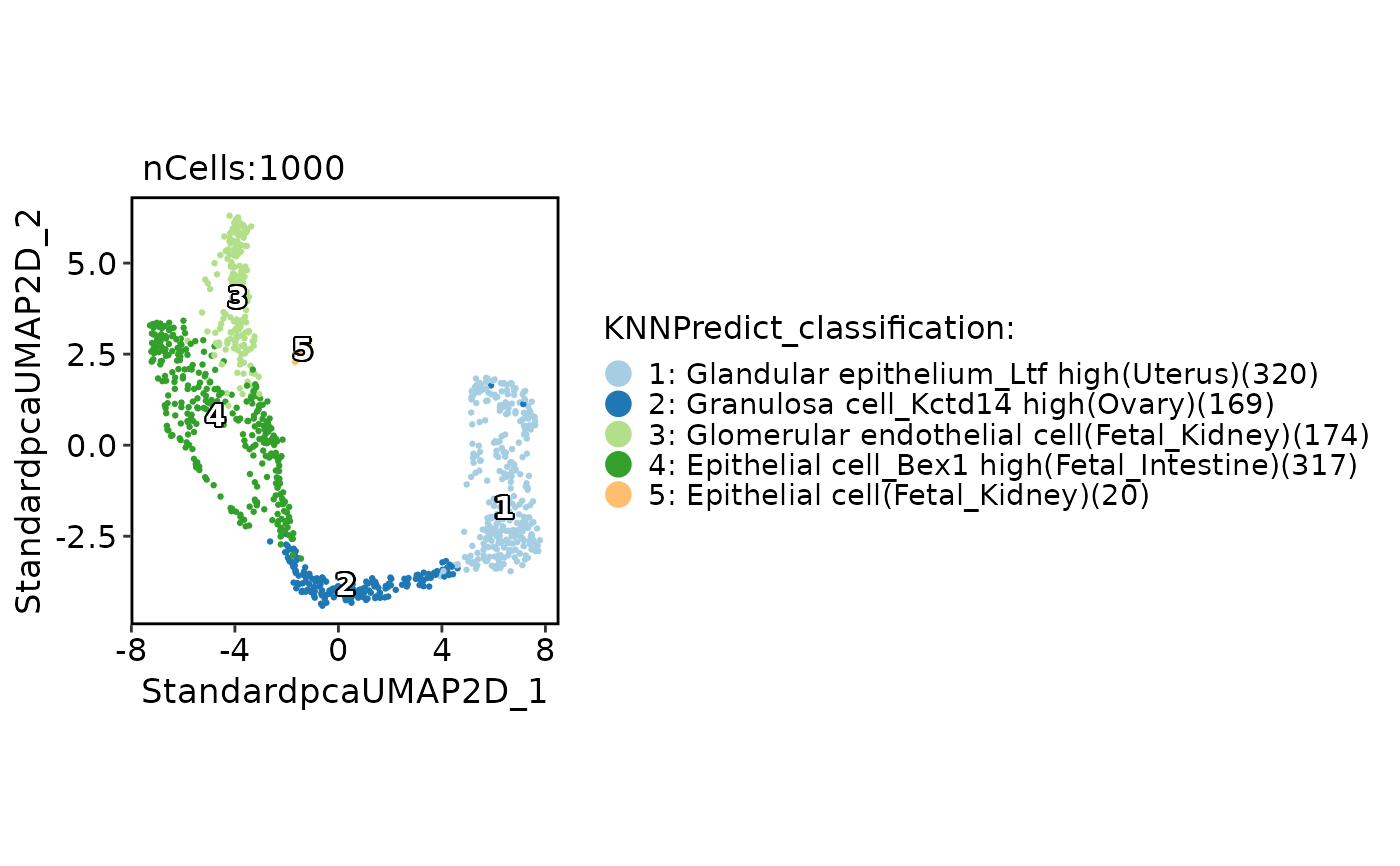 nCells:1000
StandardpcaUMAP2D_2
5.0
2.5
0.0
-2.5
3
5
4
1
2
-8
-4
0
4
8
StandardpcaUMAP2D_1
KNNPredict_classification:
1: Glandular epithelium_Ltf high(Uterus)(320)
2: Granulosa cell_Kctd14 high(Ovary)(169)
3: Glomerular endothelial cell(Fetal_Kidney)(174)
4: Epithelial cell_Bex1 high(Fetal_Intestine)(317)
5: Epithelial cell(Fetal_Kidney)(20)